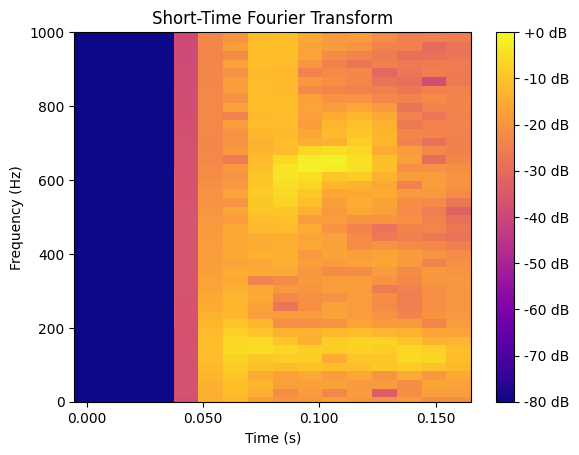 Short-Time Fourier Transform
1000
800
600
400
200
0
Frequency (Hz)
0.000
0.050
0.100
0.150
Time (s)
+0 dB
-10 dB
-20 dB
-30 dB
-40 dB
-50 dB
-60 dB
-70 dB
-80 dB